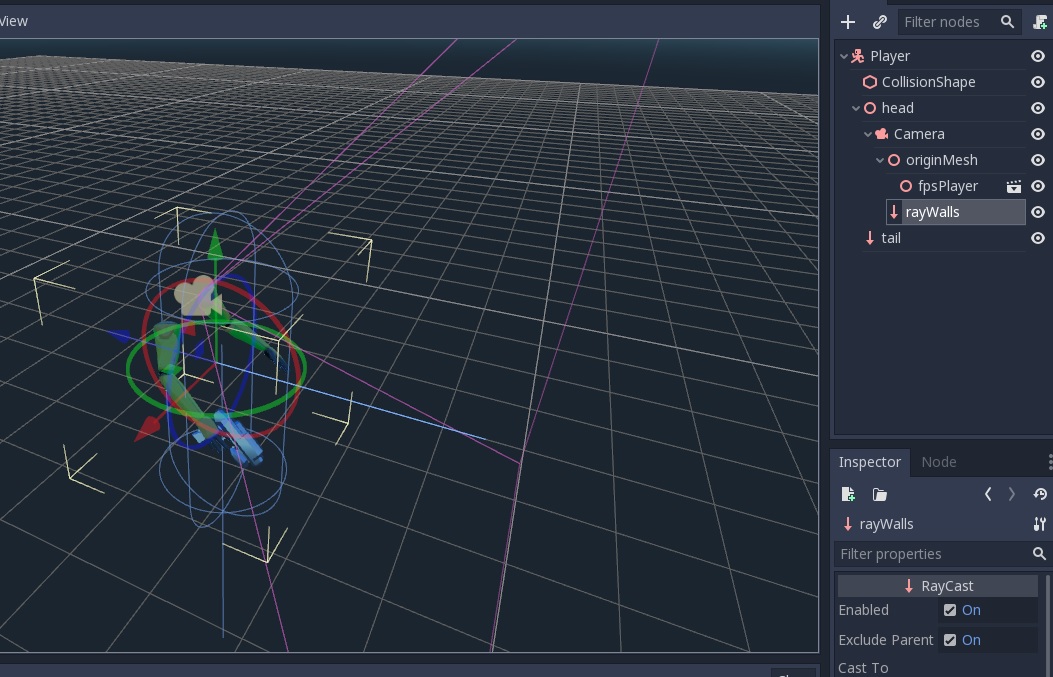 View
Filter nodes
Player
CollisionShape
head
Camera
originMesh
fpsPlayer
rayWalls
tail
Inspector Node
rayWalls
Filter properties
RayCast
Enabled On
Exclude Parent On
Cast To